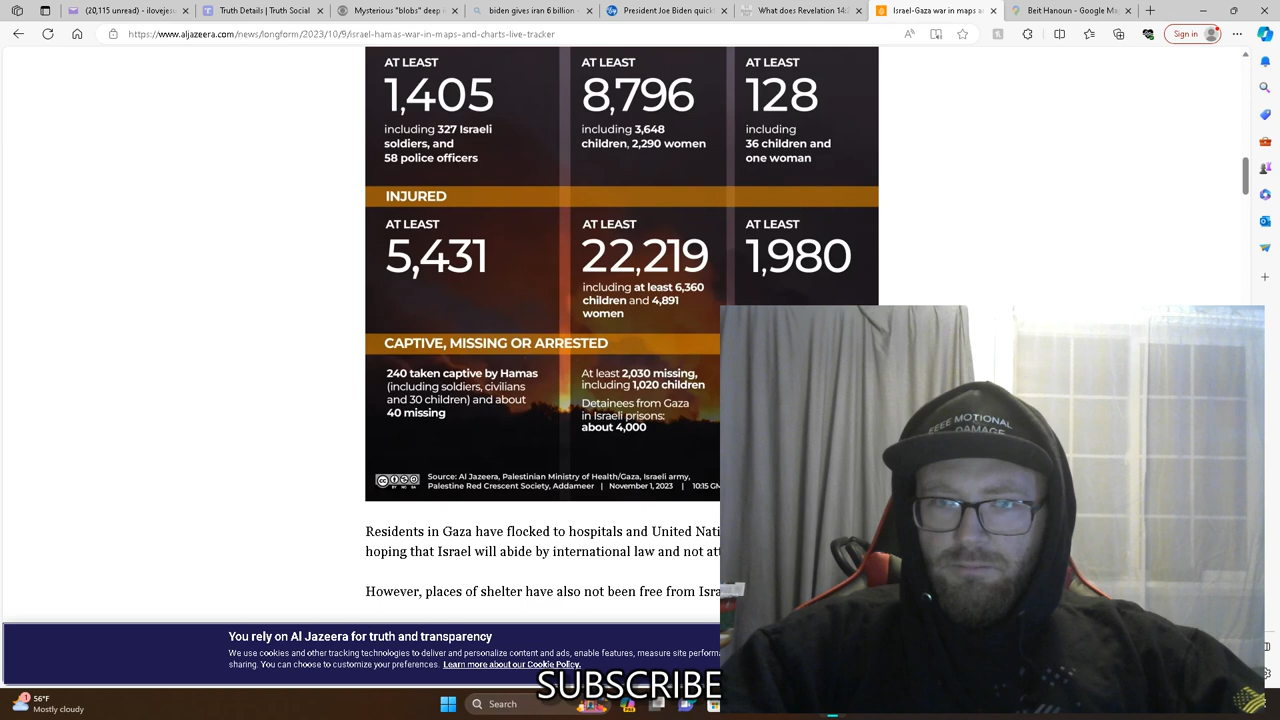 (20,115 unread) - ilovejesu
Truth Details | Truth Social
Mysterious "blobs" deep i
biden gives iran 6 billion -
President Joe Biden quickl
What does Revelation 14:
Israel-Gaza war in maps a
Beit Hanoun - Google Ma
https://www.aljazeera.com/news/longform/2023/10/9/israel-hamas-war-in-maps-and-charts-live-tracker
Sign in
AT LEAST
1,405
including 327 Israeli
soldiers, and
58 police officers
AT LEAST
8,796
including 3,648
children, 2,290 women
AT LEAST
128
including
36 children and
one woman
INJURED
AT LEAST
5,431
AT LEAST
22,219
including at least 6,360
children and 4,891
women
AT LEAST
1,980
CAPTIVE, MISSING OR ARRESTED
240 taken captive by Hamas
(including soldiers, civilians
and 30 children) and about
40 missing
At least 2,030 missing,
including 1,020 children
Detainees from Gaza
in Israeli prisons:
about 4,000
Source: Al Jazeera, Palestinian Ministry of Health/Gaza, Israeli army,
Palestine Red Crescent Society, Addameer | November 1, 2023 | 10:15 GM
Residents in Gaza have flocked to hospitals and United Nati
hoping that Israel will abide by international law and not at
However, places of shelter have also not been free from Isra
EEEE MOTIONAL
DAMAGE
You rely on Al Jazeera for truth and transparency
We use cookies and other tracking technologies to deliver and personalize content and ads, enable features, measure site perform
sharing. You can choose to customize your preferences. Learn more about our Cookie Policy.
SUBSCRIBE
56°F
Mostly cloudy
Search